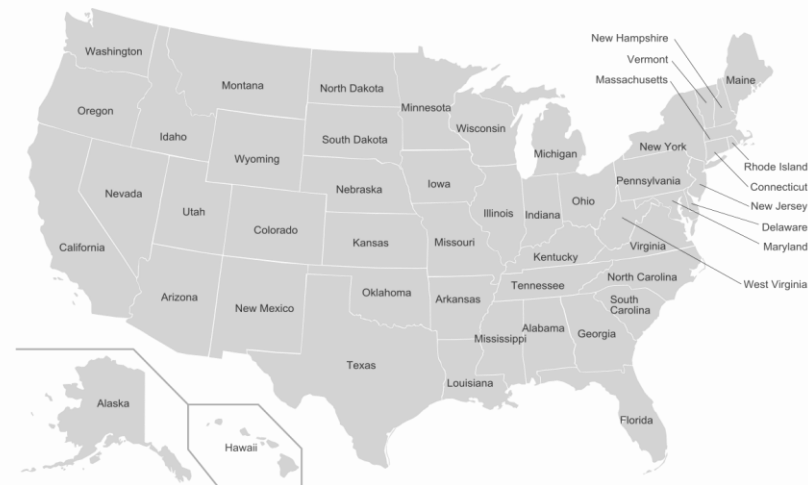 New Hampshire
Washington
Vermont
Montana
North Dakota
Massachusetts
Maine
Minnesota
Oregon
Wisconsin
Idaho
South Dakota
New York
Michigan
Wyoming
Rhode Island
Pennsylvania
Connecticut
Nevada
Nebraska
Iowa
Ohio
New Jersey
Utah
Illinois
Indiana
Delaware
Colorado
Kansas
Missouri
Virginia
Maryland
California
Kentucky
North Carolina
West Virginia
Tennessee
Arizona
Oklahoma
Arkansas
South
Carolina
New Mexico
Alabama
Georgia
Mississippi
Texas
Louisiana
Alaska
Florida
Hawaii